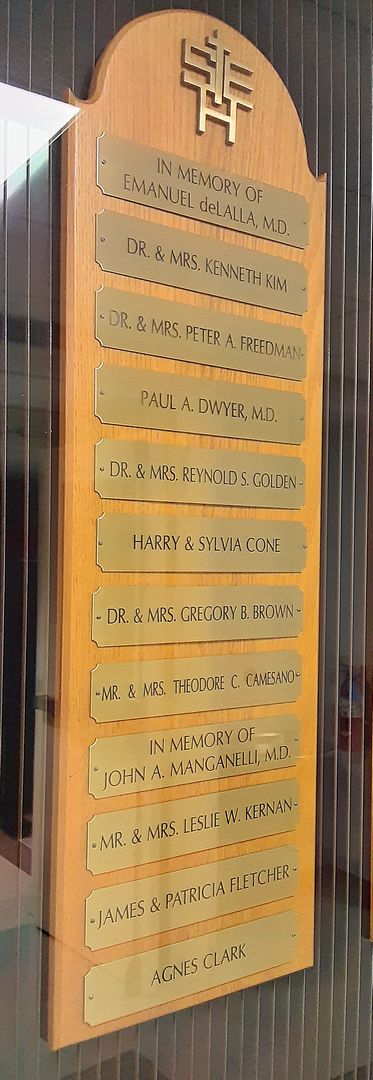 IN MEMORY OF
EMANUEL deLALLA, M.D.
DR. & MRS. KENNETH KIM
DR. & MRS. PETER A. FREEDMAN
PAUL A. DWYER, M.D.
DR. & MRS. REYNOLD S. GOLDEN
HARRY & SYLVIA CONE
DR. & MRS. GREGORY B. BROWN
MR. & MRS. THEODORE C. CAMESANO
IN MEMORY OF
JOHN A. MANGANELLI, M.D.
MR. & MRS. LESLIE W. KERNAN
JAMES & PATRICIA FLETCHER
AGNES CLARK